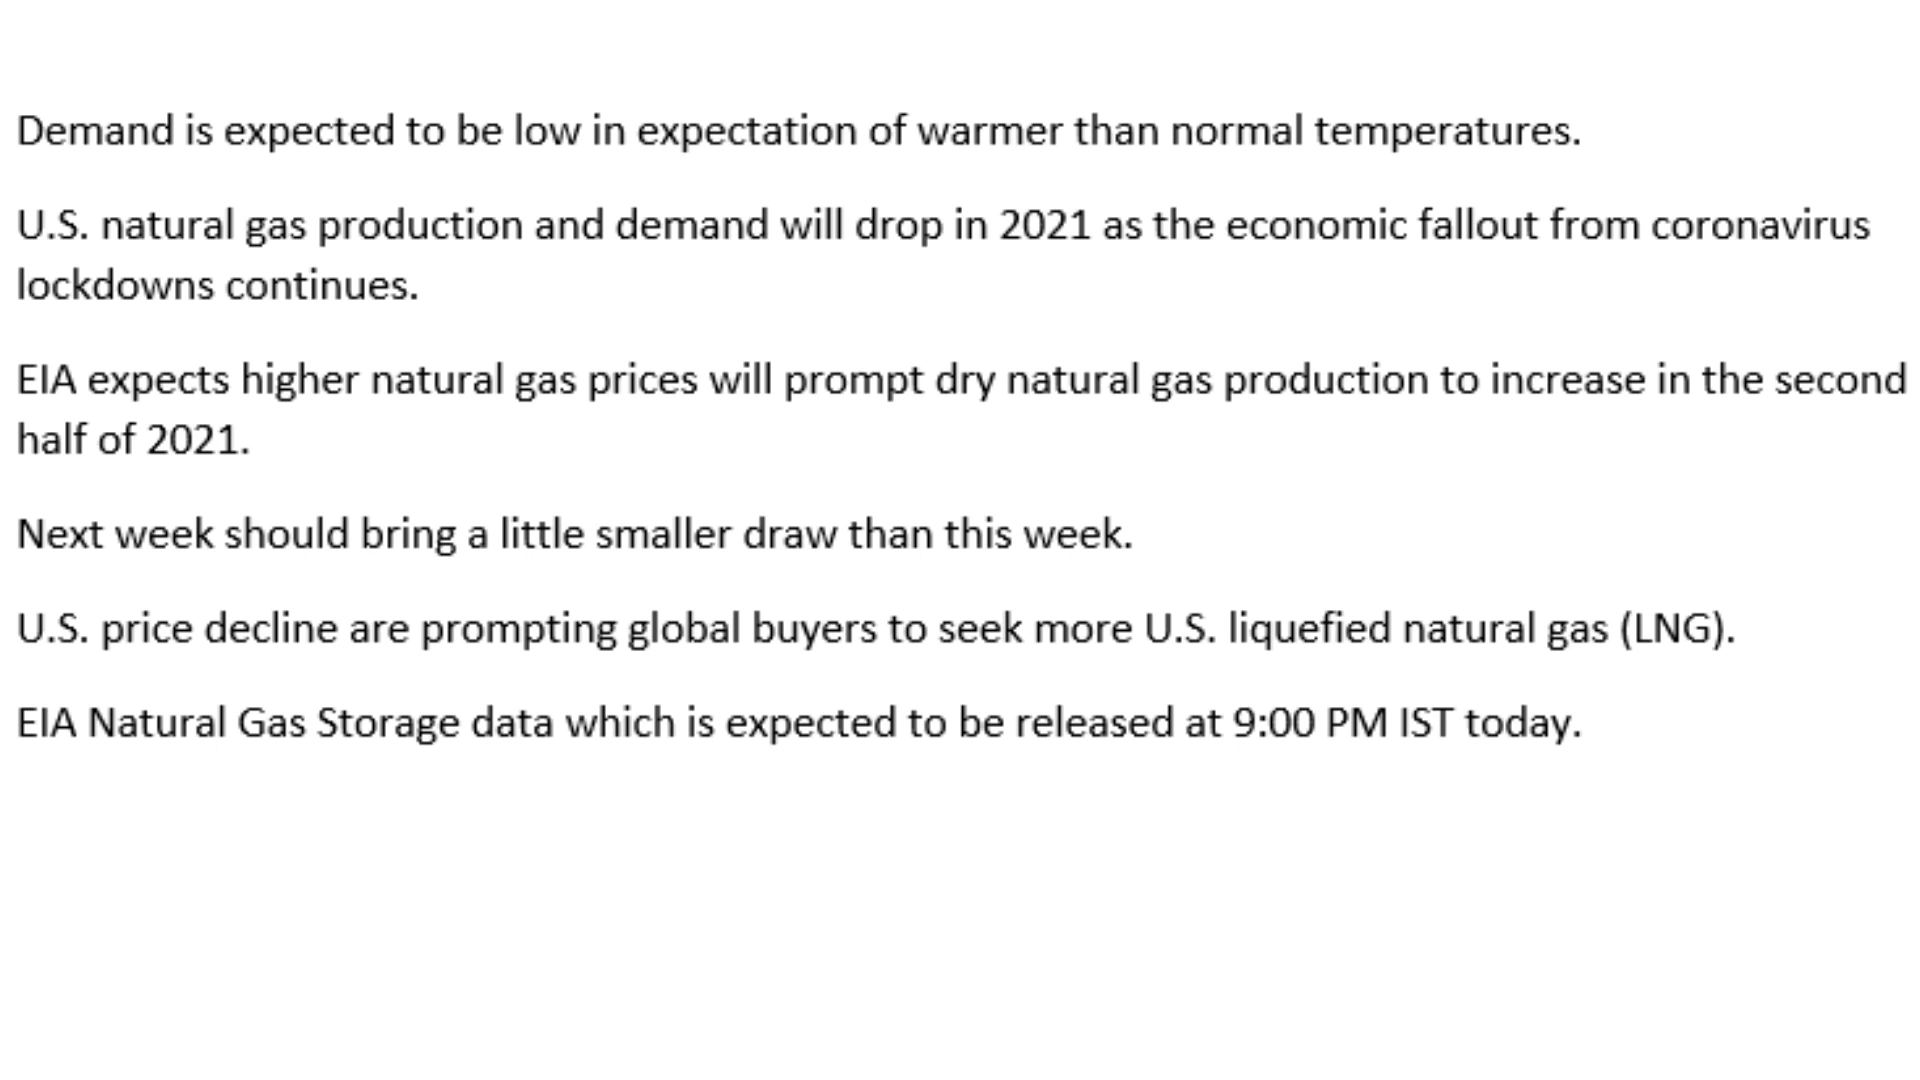 Demand is expected to be low in expectation of warmer than normal temperatures.
U.S. natural gas production and demand will drop in 2021 as the economic fallout from coronavirus
lockdowns continues.
EIA expects higher natural gas prices will prompt dry natural gas production to increase in the second
half of 2021.
Next week should bring a little smaller draw than this week.
U.S. price decline are prompting global buyers to seek more U.S. liquefied natural gas (LNG).
EIA Natural Gas Storage data which is expected to be released at 9:00 PM IST today.